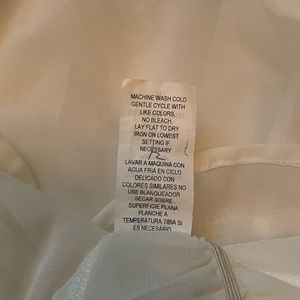 MACHINE WASH COLD
GENTLE CYCLE WITH
LIKE COLORS,
NO BLEACH,
LAY FLAT TO DRY
IRON ON LOWEST
SETTING IF
NECESSARY
12
LAVAR A MAQUINA CON
AGUA FRIA EN CICLO
DELICADO CON
COLORES SIMILARES NO
USE BLANQUEADOR
SECAR SOBRE
SUPERFICIE PLANA
PLANCHE A
TEMPERATURA TIBIA SI
ES NECESARIO